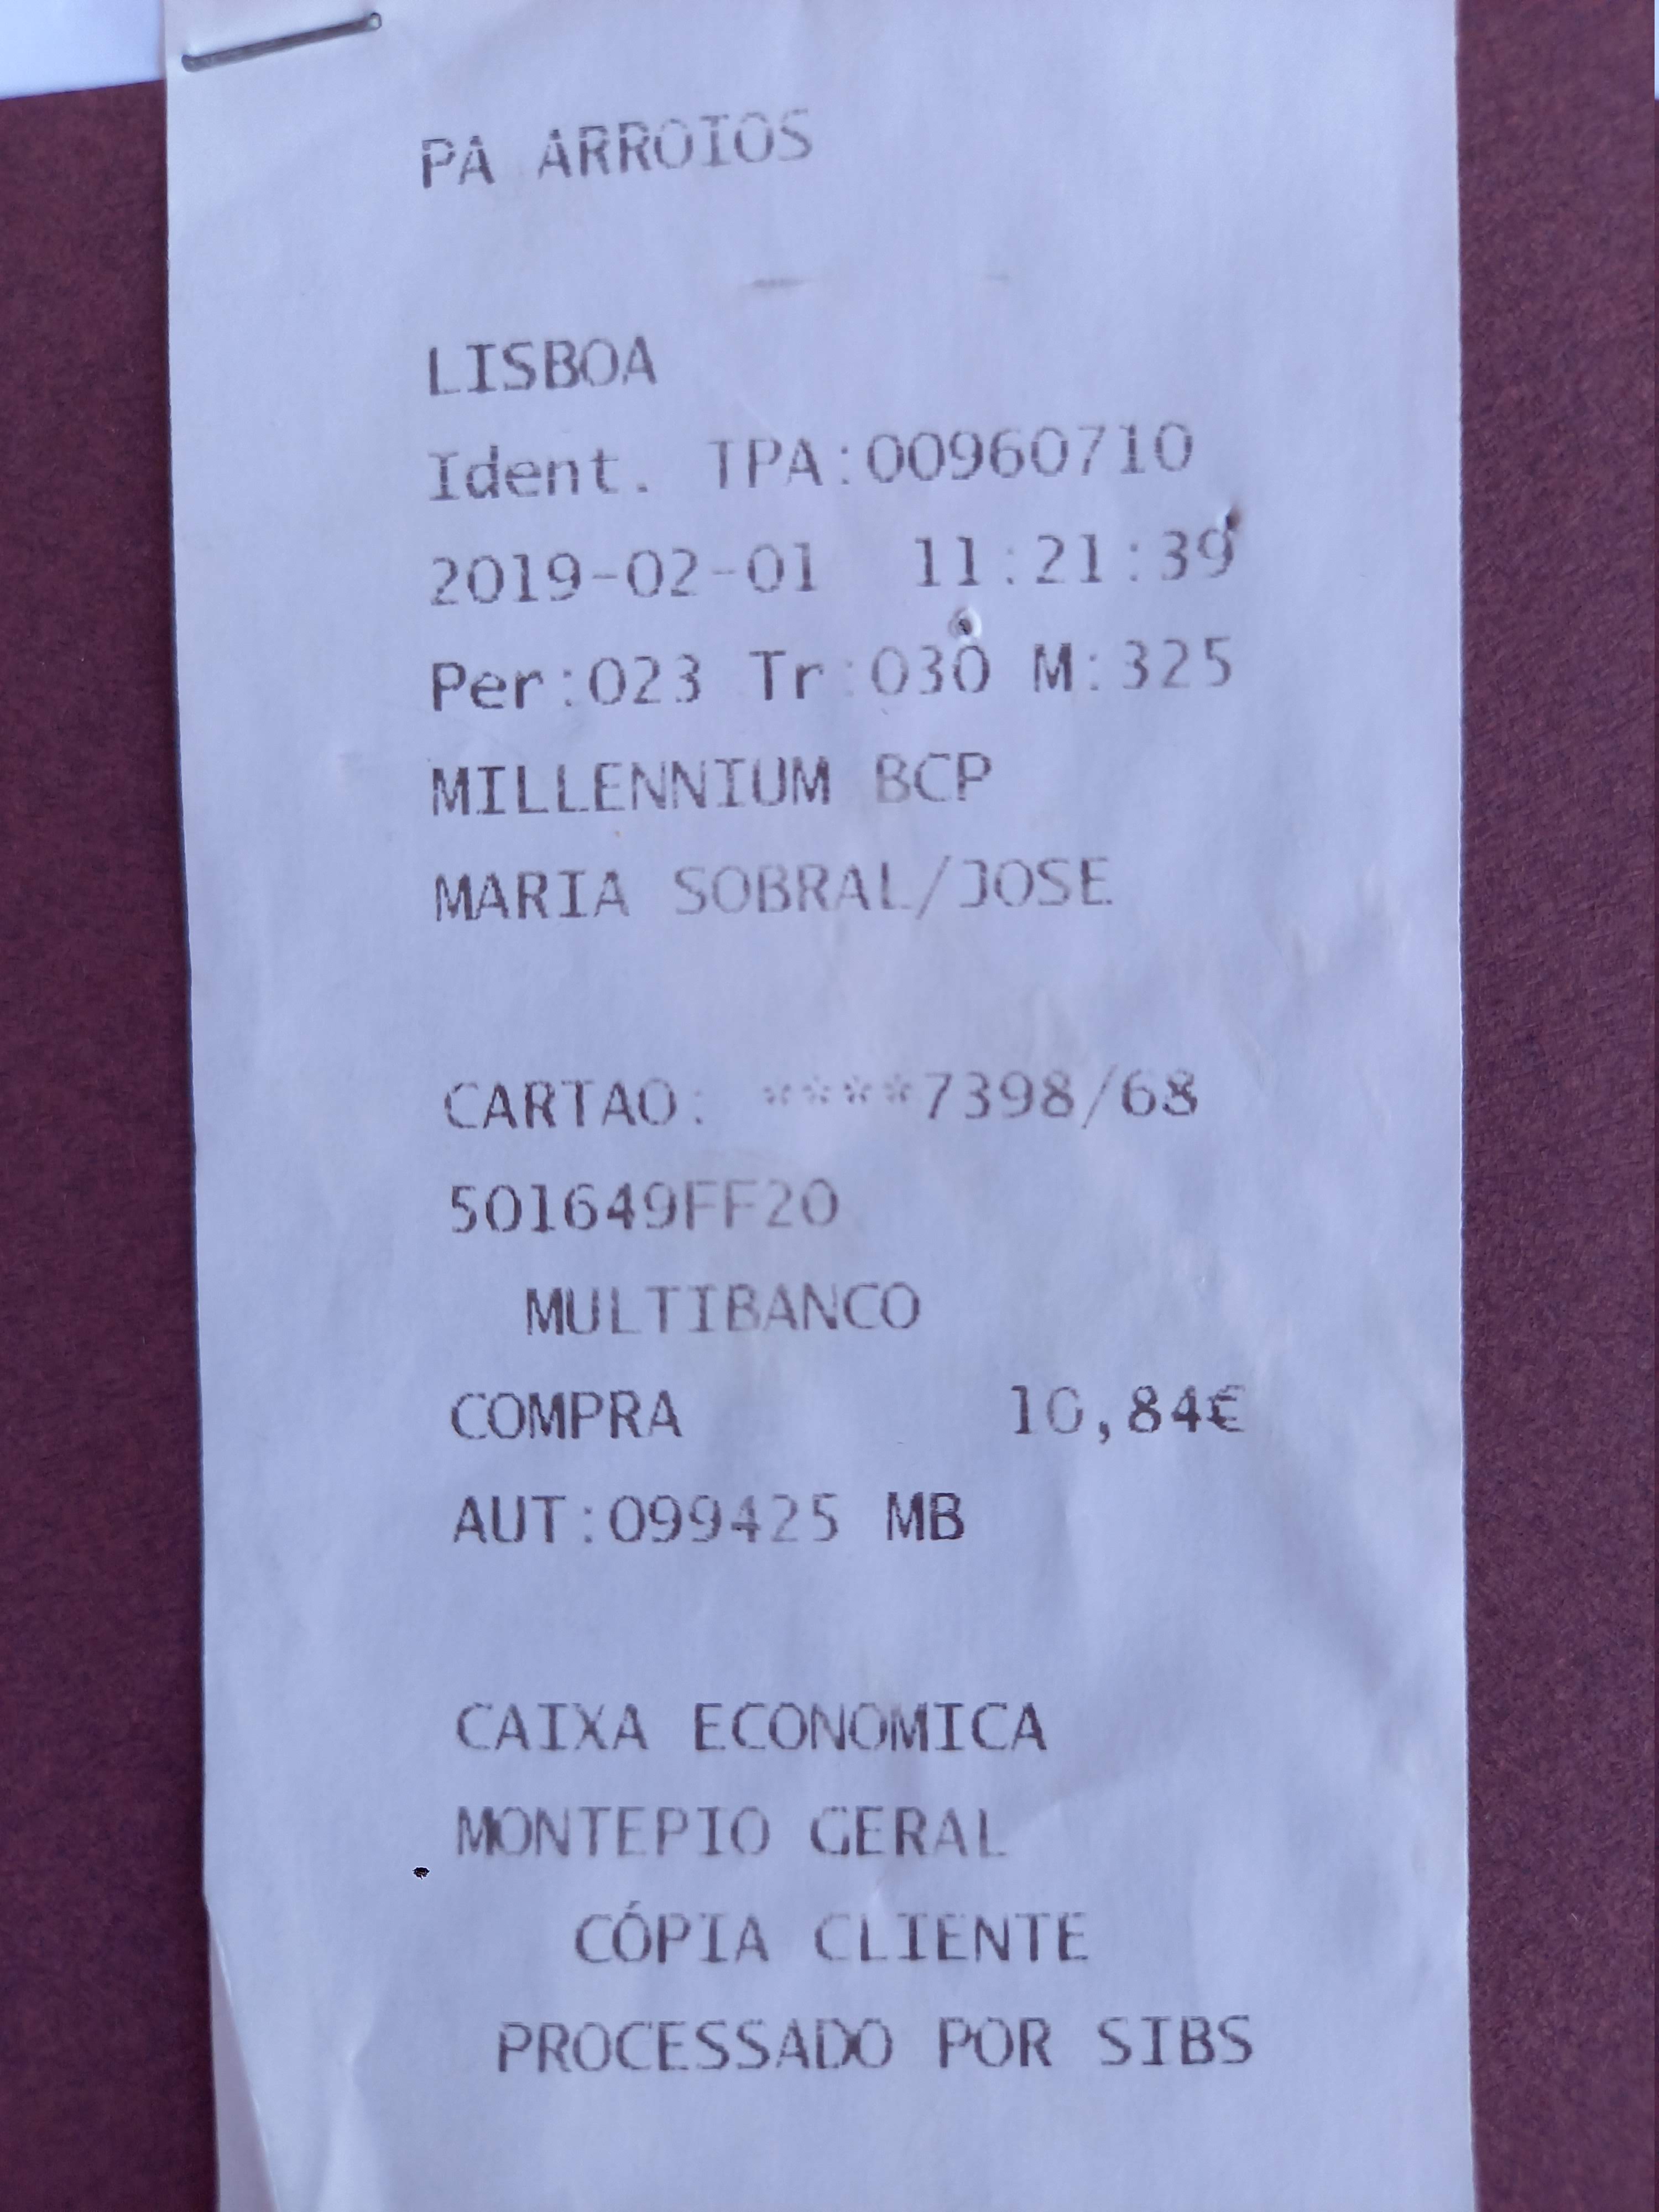 PA ARROIOS
LISBOA
Ident. TPA:00960710
2019-02-01 11:21:39
Per:023 Tr:030 M:325
MILLENNIUM BCP
MARIA SOBRAL/JOSE
CARTAO: ****7398/68
501649FF20
MULTIBANCO
COMPRA 10,84€
AUT:099425 MB
CAIXA ECONOMICA
MONTEPIO GERAL
CÓPIA CLIENTE
PROCESSADO POR SIBS